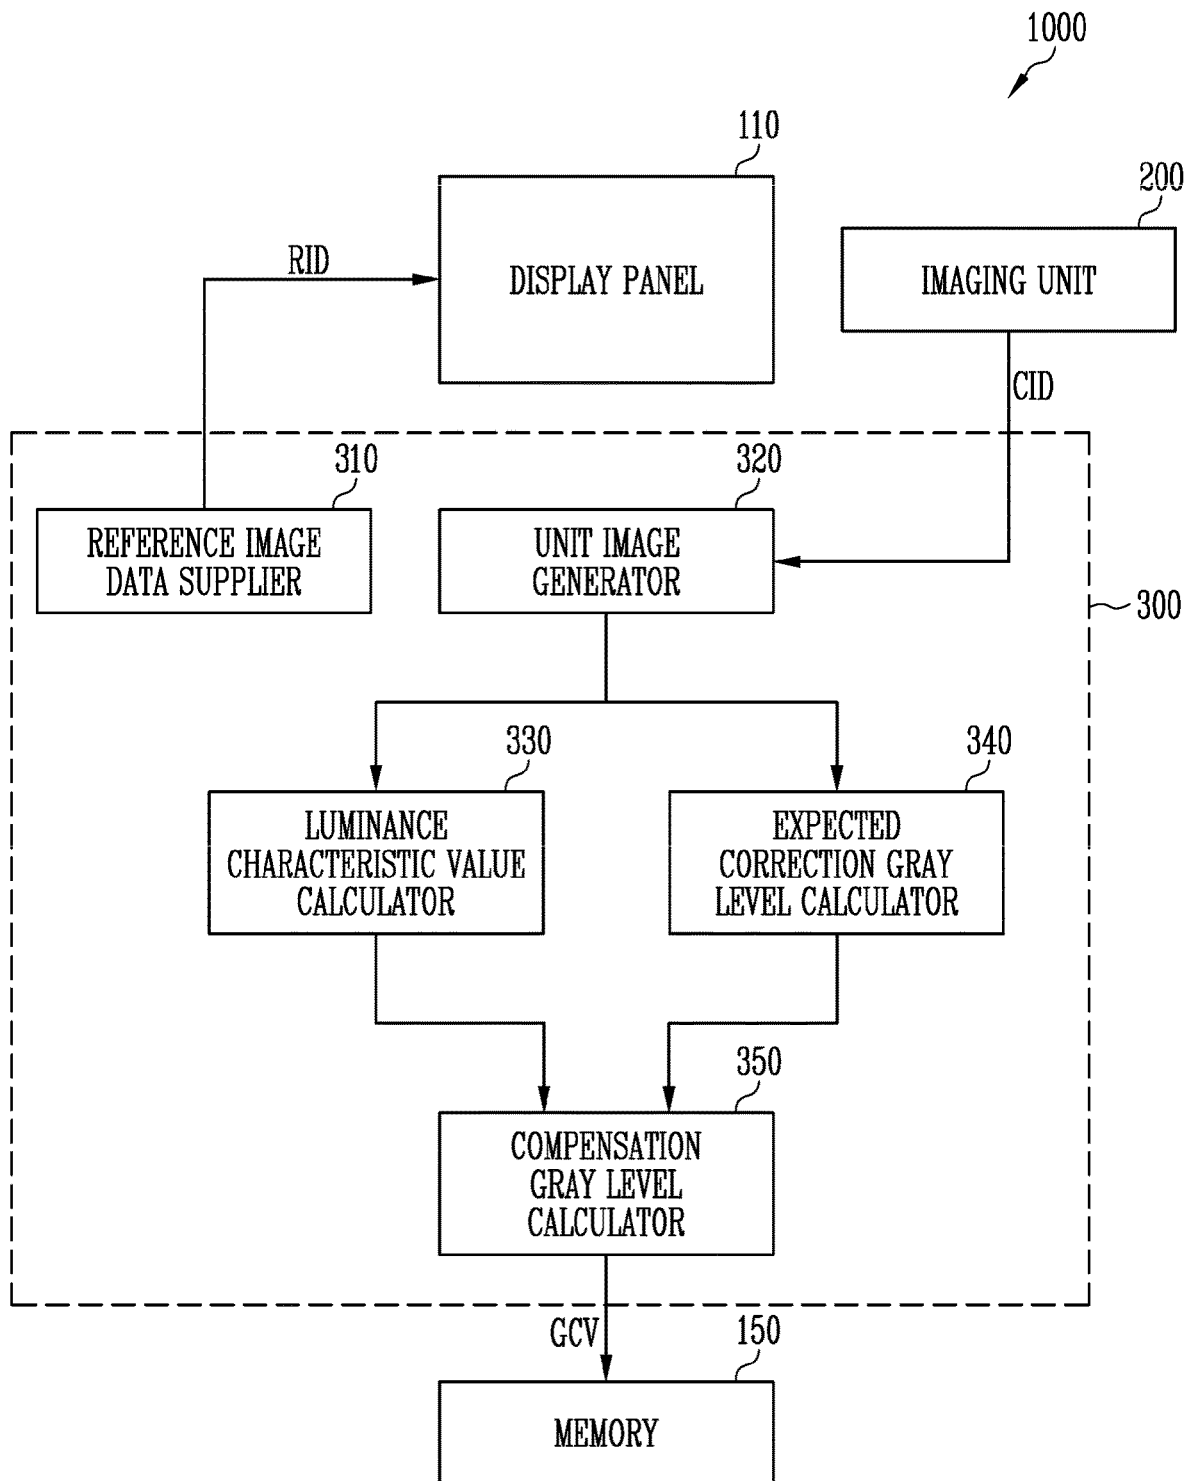 1000
110
200
RID
DISPLAY PANEL
IMAGING UNIT
CID
310
320
REFERENCE IMAGE
DATA SUPPLIER
UNIT IMAGE
GENERATOR
300
330
340
LUMINANCE
CHARACTERISTIC VALUE
CALCULATOR
EXPECTED
CORRECTION GRAY
LEVEL CALCULATOR
350
COMPENSATION
GRAY LEVEL
CALCULATOR
GCV
150
MEMORY